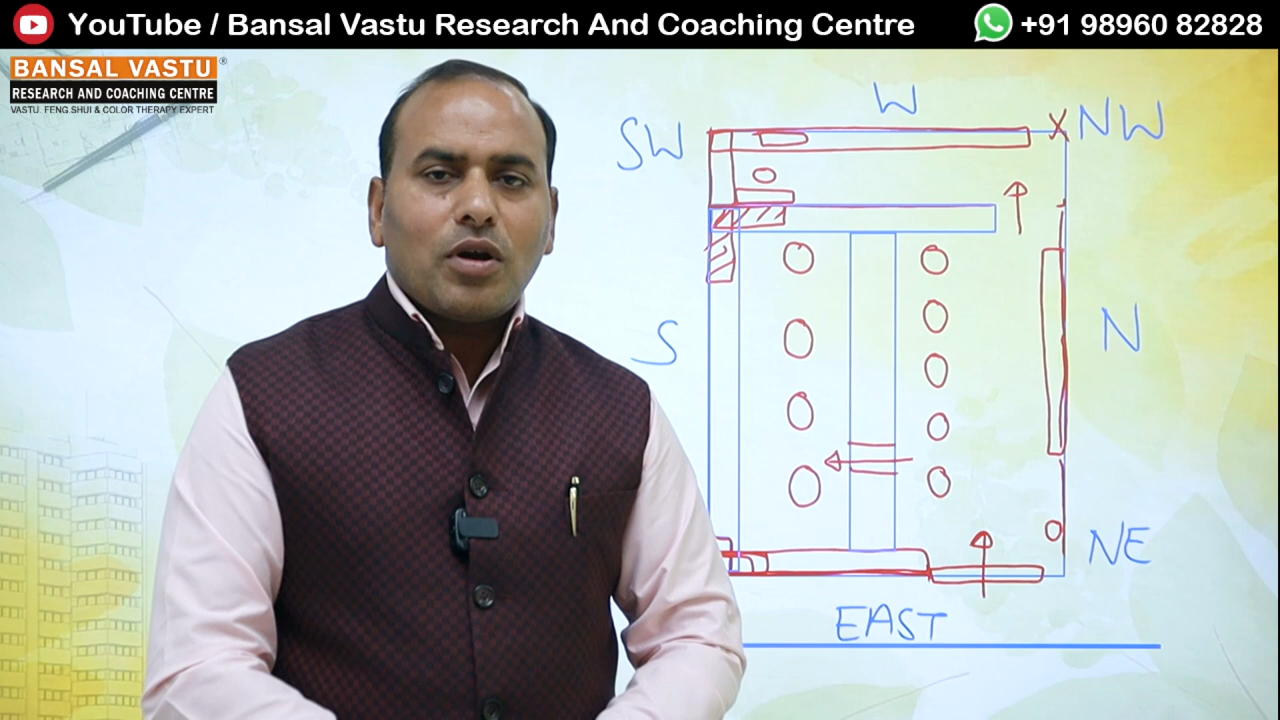 YouTube / Bansal Vastu Research And Coaching Centre
+91 98960 82828
BANSAL VASTU®
RESEARCH AND COACHING CENTRE
VASTU, FENG SHUI & COLOR THERAPY EXPERT
W
SW
NW
S
N
NE
EAST